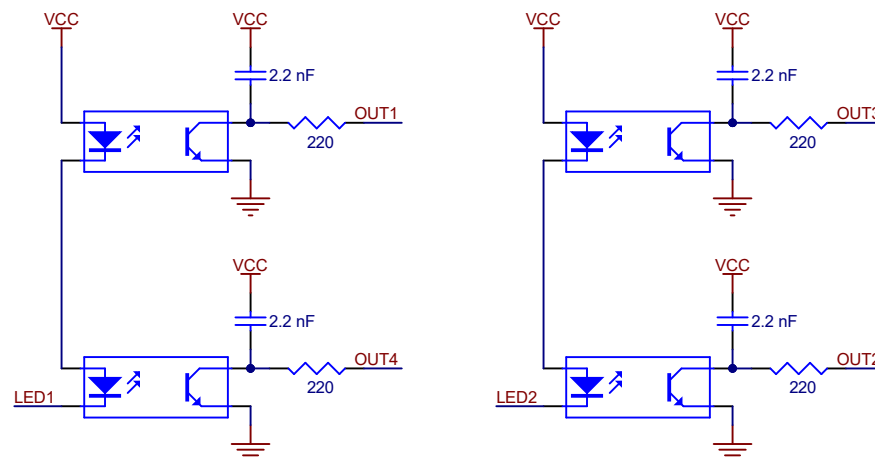 VCC VCC VCC VCC
2.2 nF 2.2 nF
OUT1 OUT3
220 220
VCC VCC
2.2 nF 2.2 nF
OUT4 OUT2
220 220
LED1 LED2